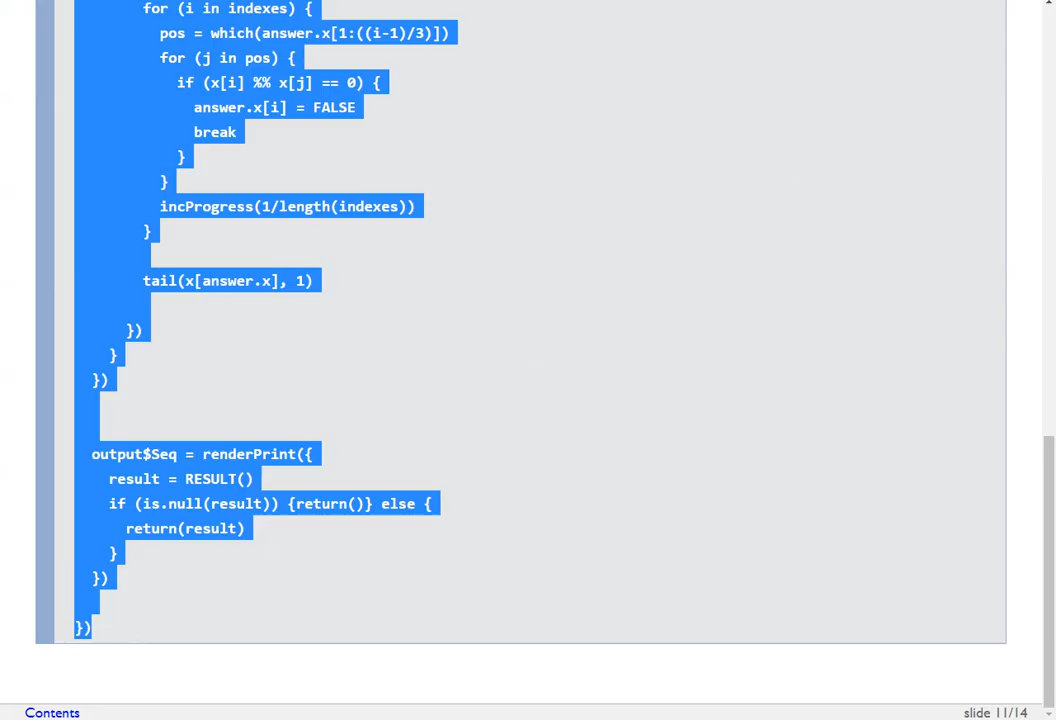 for (i in indexes) {
pos = which(answer.x[1:((i-1)/3)])
for (j in pos) {
if (x[i] %% x[j] == 0) {
answer.x[i] = FALSE
break
}
}
incProgress(1/length(indexes))
}
tail(x[answer.x], 1)
})
}
})
output$Seq = renderPrint({
result = RESULT()
if (is.null(result)) {return()} else {
return(result)
}
})
})
Contents
slide 11/14